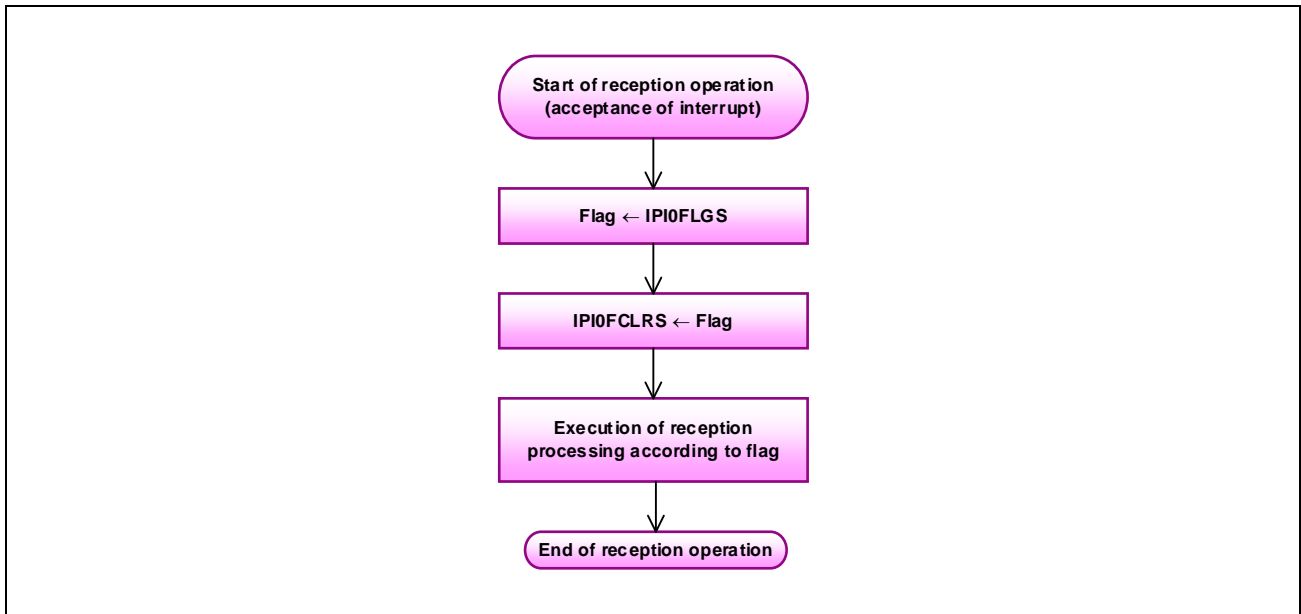 Start of reception operation
(acceptance of interrupt)
Flag ← IPI0FLGS
IPI0FCLRS ← Flag
Execution of reception
processing according to flag
End of reception operation